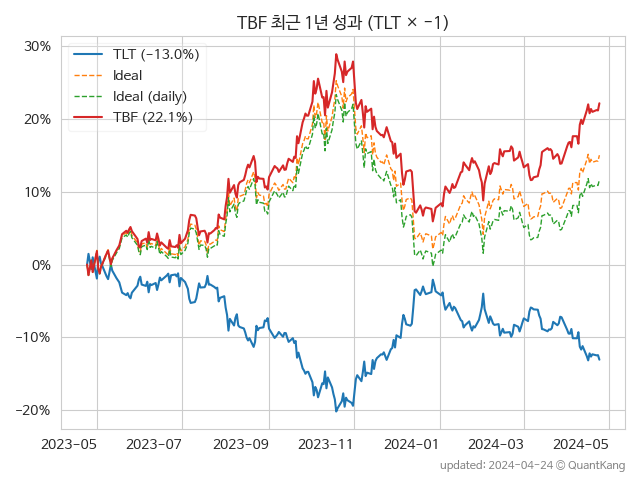 TBF 최근 1년 성과 (TLT × −1)
30%
20%
10%
0%
−10%
−20%
TLT (−13.0%)
Ideal
Ideal (daily)
TBF (22.1%)
2023-05
2023-07
2023-09
2023-11
2024-01
2024-03
2024-05
updated: 2024-04-24 © QuantKang